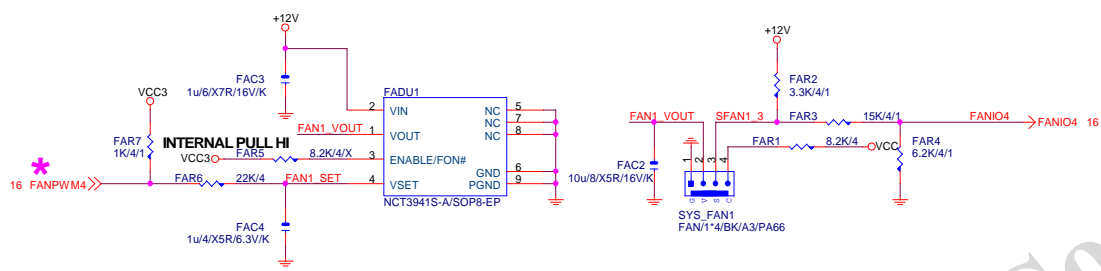 +12V
FAC3
1u/6/X7R/16V/K
VCC3
FAR7
1K/4/1
INTERNAL PULL HI
VCC3
FAR5
8.2K/4/X
*
16 FANPWM4
FAR6
22K/4
FAN1_SET
FAC4
1u/4/X5R/6.3V/K
FAN1_VOUT
FADU1
2 VIN
1 VOUT
3 ENABLE/FON#
4 VSET
NC 5
NC 7
NC 8
GND 6
PGND 9
NCT3941S-A/SOP8-EP
+12V
FAR2
3.3K/4/1
FAN1_VOUT
SFAN1_3
FAR3
15K/4/1
FANIO4
FANIO4 16
FAR1
8.2K/4
VCC
FAR4
6.2K/4/1
FAC2
10u/8/X5R/16V/K
1 2 3 4
G V S C
SYS_FAN1
FAN/1*4/BK/A3/PA66